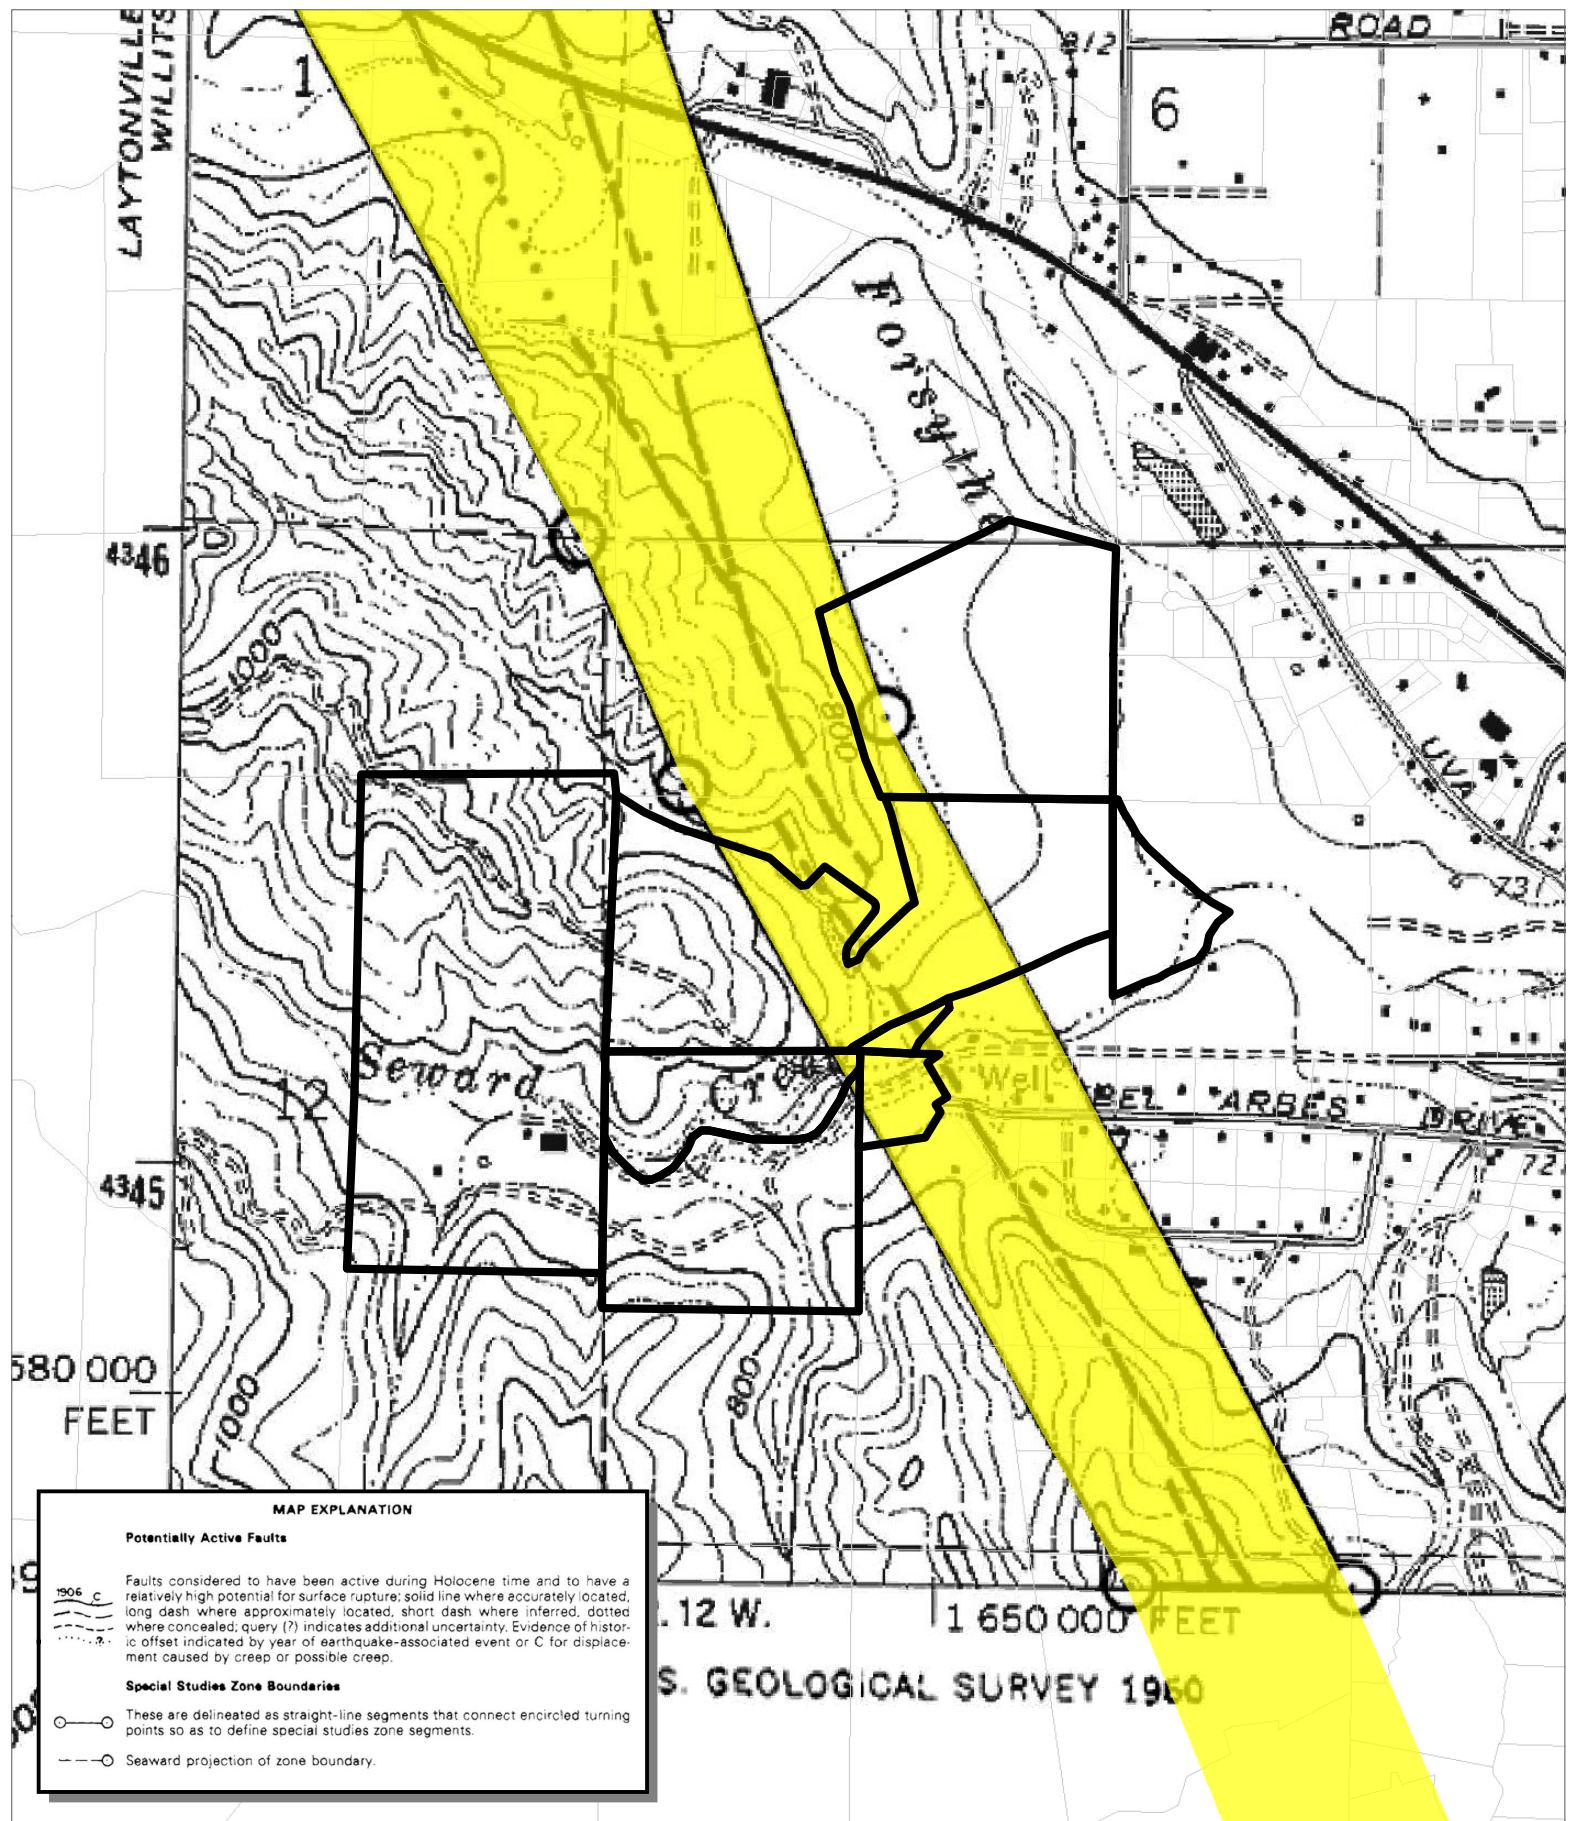 LAYTONVILLE
WILLITS
1
912
ROAD
6
Forsythe
4346
1000
800
UVA
73
Seward
Creek
12
Well
BEL ARBES DRIVE
7
72
4345
580 000
FEET
1000
800
MAP EXPLANATION
Potentially Active Faults
1906 C
?
Faults considered to have been active during Holocene time and to have a
relatively high potential for surface rupture; solid line where accurately located,
long dash where approximately located, short dash where inferred, dotted
where concealed; query (?) indicates additional uncertainty. Evidence of histor-
ic offset indicated by year of earthquake-associated event or C for displace-
ment caused by creep or possible creep.
Special Studies Zone Boundaries
These are delineated as straight-line segments that connect encircled turning
points so as to define special studies zone segments.
Seaward projection of zone boundary.
.12 W.
1 650 000 FEET
S. GEOLOGICAL SURVEY 1960